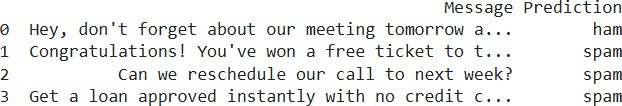 Message Prediction
0 Hey, don't forget about our meeting tomorrow a... ham
1 Congratulations! You've won a free ticket to t... spam
2 Can we reschedule our call to next week? spam
3 Get a loan approved instantly with no credit c... spam